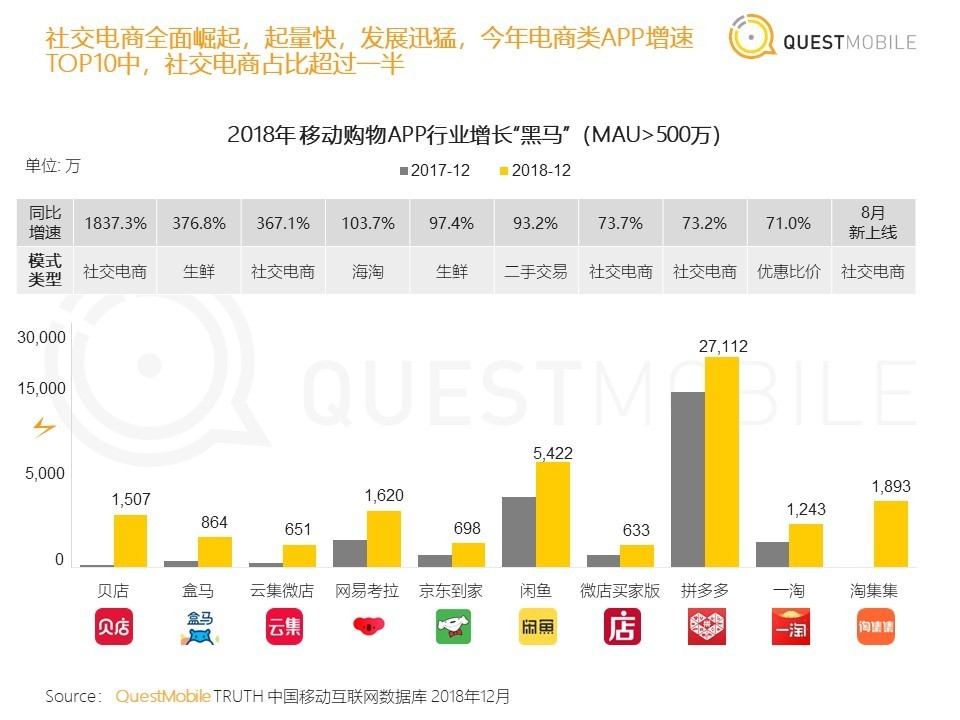 社交电商全面崛起，起量快，发展迅猛，今年电商类APP增速
TOP10中，社交电商占比超过一半
QUESTMOBILE
2018年 移动购物APP行业增长“黑马”（MAU>500万）
单位: 万
2017-12 2018-12
同比增速 1837.3% 376.8% 367.1% 103.7% 97.4% 93.2% 73.7% 73.2% 71.0% 8月新上线
模式类型 社交电商 生鲜 社交电商 海淘 生鲜 二手交易 社交电商 社交电商 优惠比价 社交电商
QUESTMOBILE
30,000
15,000
5,000
0
1,507 864 651 1,620 698 5,422 633 27,112 1,243 1,893
贝店 盒马 云集微店 网易考拉 京东到家 闲鱼 微店买家版 拼多多 一淘 淘集集
贝店 盒马 云集 闲鱼 店 一淘 淘集集
Source： QuestMobile TRUTH 中国移动互联网数据库 2018年12月